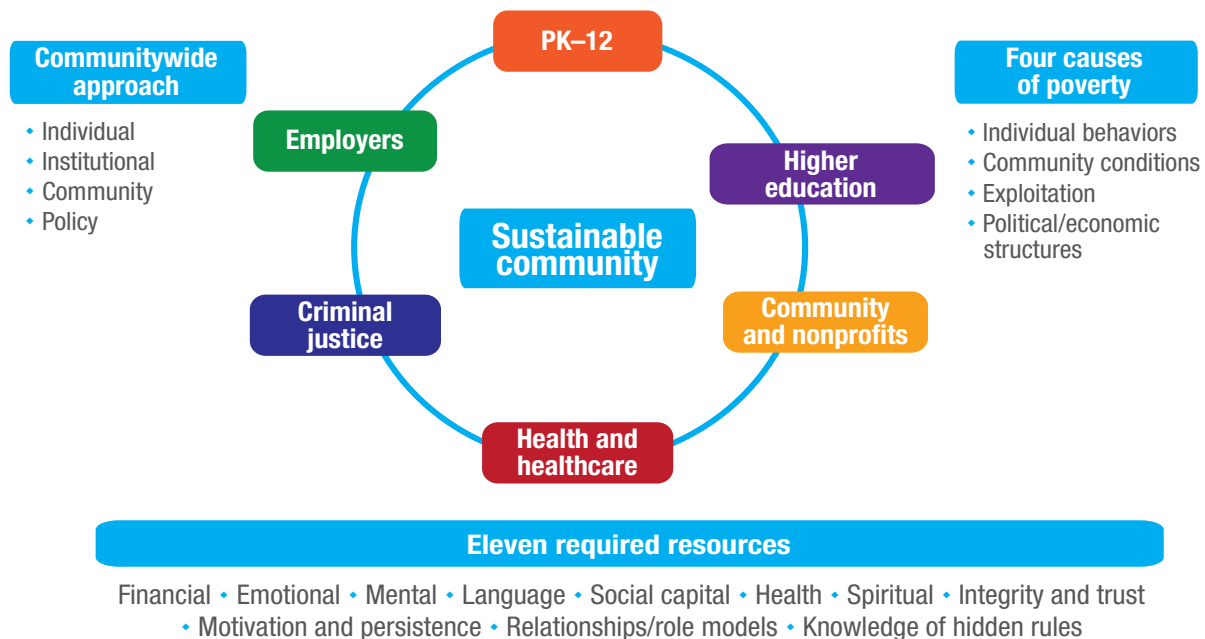 PK–12
Communitywide
approach
• Individual
• Institutional
• Community
• Policy
Four causes
of poverty
• Individual behaviors
• Community conditions
• Exploitation
• Political/economic
structures
Employers
Higher
education
Sustainable
community
Criminal
justice
Community
and nonprofits
Health and
healthcare
Eleven required resources
Financial • Emotional • Mental • Language • Social capital • Health • Spiritual • Integrity and trust
• Motivation and persistence • Relationships/role models • Knowledge of hidden rules